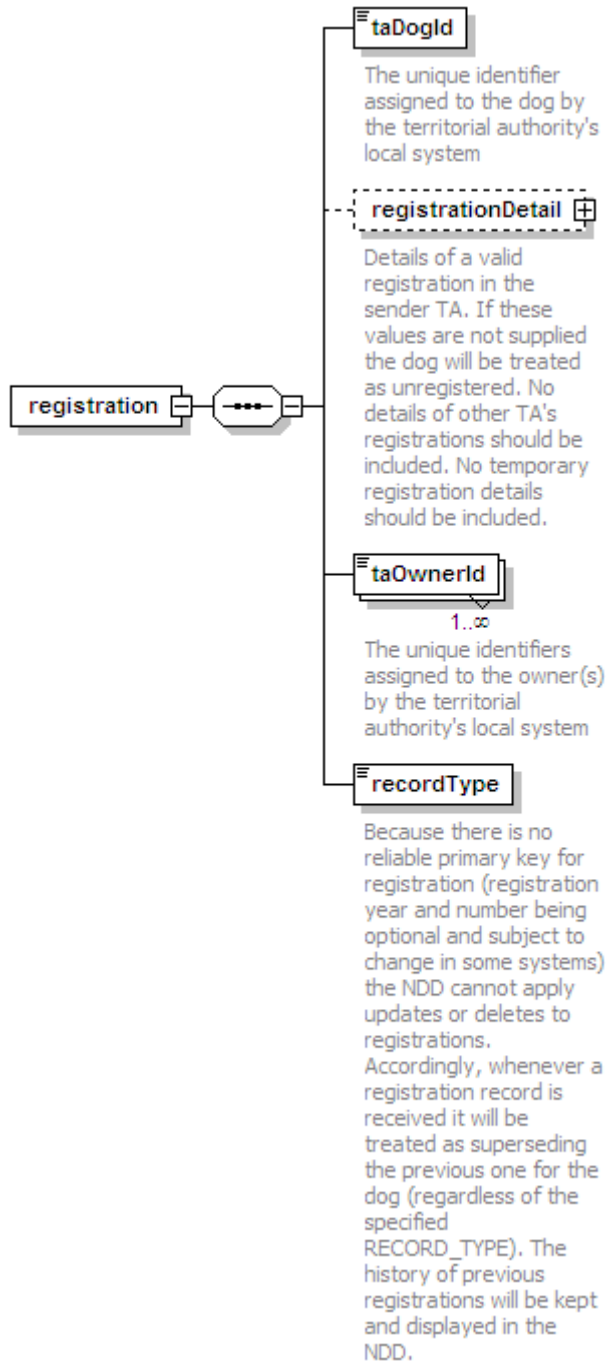 taDogId
The unique identifier
assigned to the dog by
the territorial authority's
local system
registrationDetail
Details of a valid
registration in the
sender TA. If these
values are not supplied
the dog will be treated
as unregistered. No
details of other TA's
registrations should be
included. No temporary
registration details
should be included.
registration
taOwnerId
1..∞
The unique identifiers
assigned to the owner(s)
by the territorial
authority's local system
recordType
Because there is no
reliable primary key for
registration (registration
year and number being
optional and subject to
change in some systems)
the NDD cannot apply
updates or deletes to
registrations.
Accordingly, whenever a
registration record is
received it will be
treated as superseding
the previous one for the
dog (regardless of the
specified
RECORD_TYPE). The
history of previous
registrations will be kept
and displayed in the
NDD.